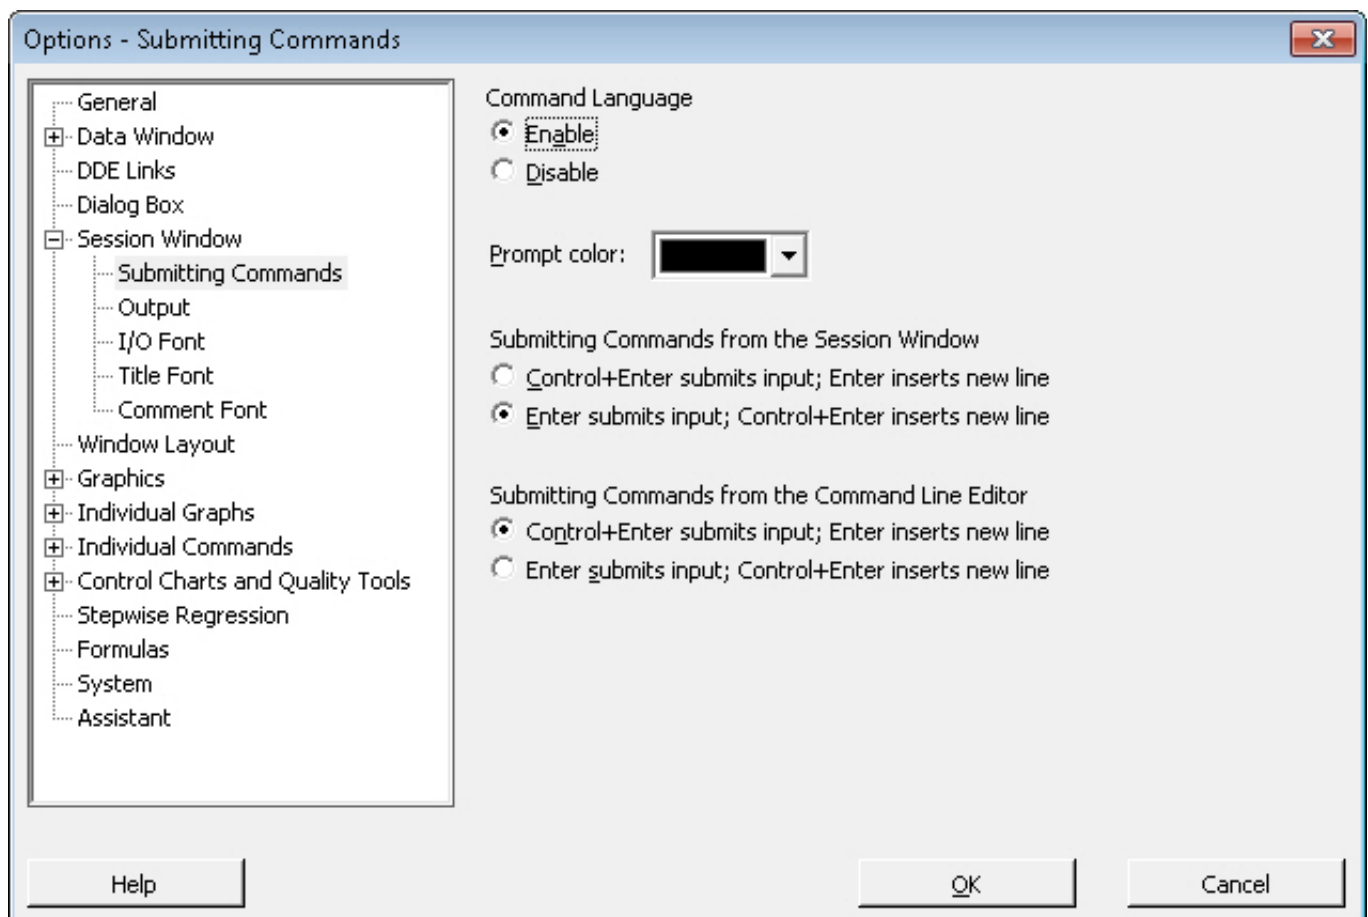 Options - Submitting Commands
General
Data Window
DDE Links
Dialog Box
Session Window
Submitting Commands
Output
I/O Font
Title Font
Comment Font
Window Layout
Graphics
Individual Graphs
Individual Commands
Control Charts and Quality Tools
Stepwise Regression
Formulas
System
Assistant
Command Language
Enable
Disable
Prompt color:
Submitting Commands from the Session Window
Control+Enter submits input; Enter inserts new line
Enter submits input; Control+Enter inserts new line
Submitting Commands from the Command Line Editor
Control+Enter submits input; Enter inserts new line
Enter submits input; Control+Enter inserts new line
Help
OK
Cancel